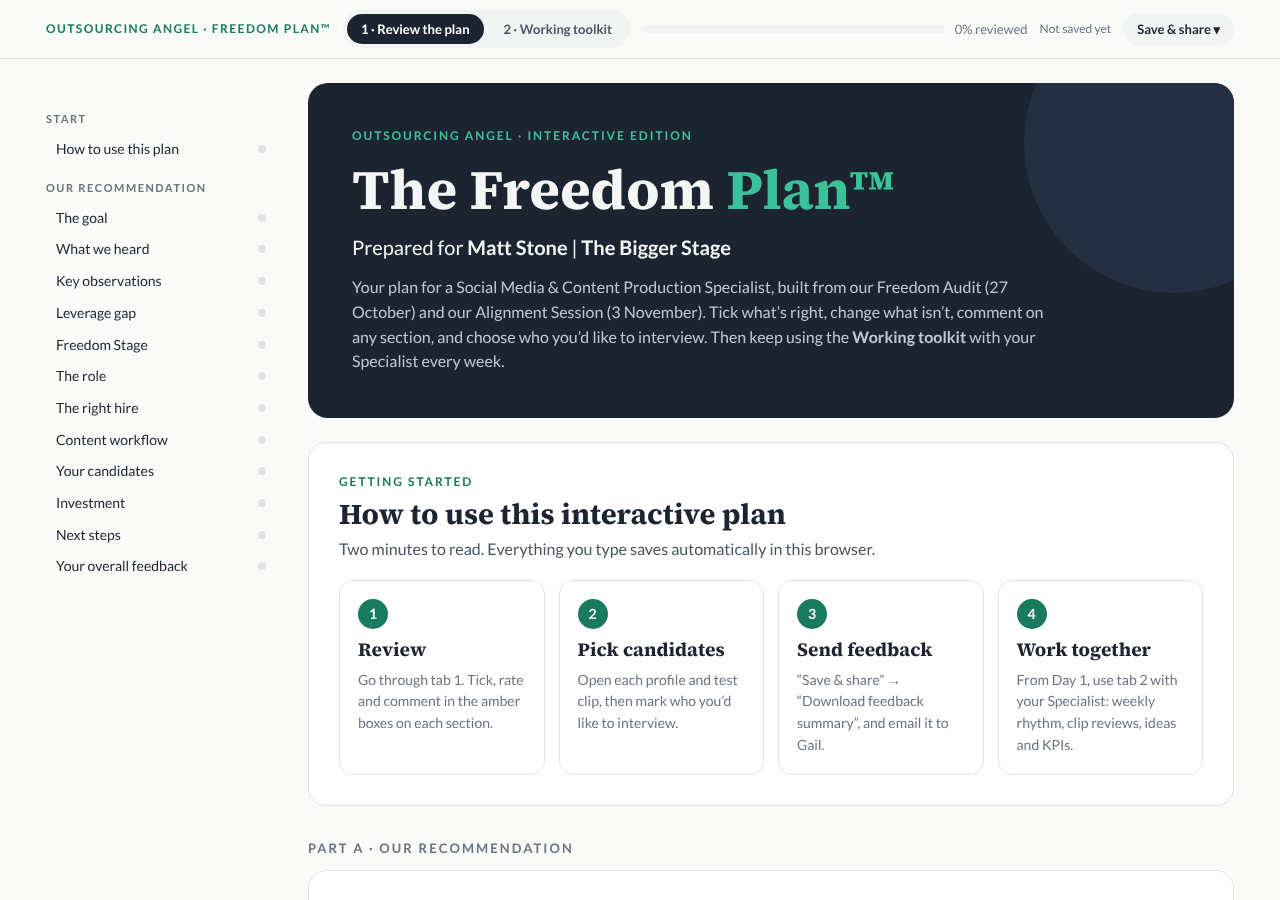 OUTSOURCING ANGEL · FREEDOM PLAN™
1 · Review the plan
2 · Working toolkit
0% reviewed
Not saved yet
Save & share ▾
START
How to use this plan
OUR RECOMMENDATION
The goal
What we heard
Key observations
Leverage gap
Freedom Stage
The role
The right hire
Content workflow
Your candidates
Investment
Next steps
Your overall feedback
OUTSOURCING ANGEL · INTERACTIVE EDITION
The Freedom Plan™
Prepared for Matt Stone | The Bigger Stage
Your plan for a Social Media & Content Production Specialist, built from our Freedom Audit (27
October) and our Alignment Session (3 November). Tick what’s right, change what isn’t, comment on
any section, and choose who you’d like to interview. Then keep using the Working toolkit with your
Specialist every week.
GETTING STARTED
How to use this interactive plan
Two minutes to read. Everything you type saves automatically in this browser.
1
Review
Go through tab 1. Tick, rate
and comment in the amber
boxes on each section.
2
Pick candidates
Open each profile and test
clip, then mark who you’d
like to interview.
3
Send feedback
“Save & share” →
“Download feedback
summary”, and email it to
Gail.
4
Work together
From Day 1, use tab 2 with
your Specialist: weekly
rhythm, clip reviews, ideas
and KPIs.
PART A · OUR RECOMMENDATION